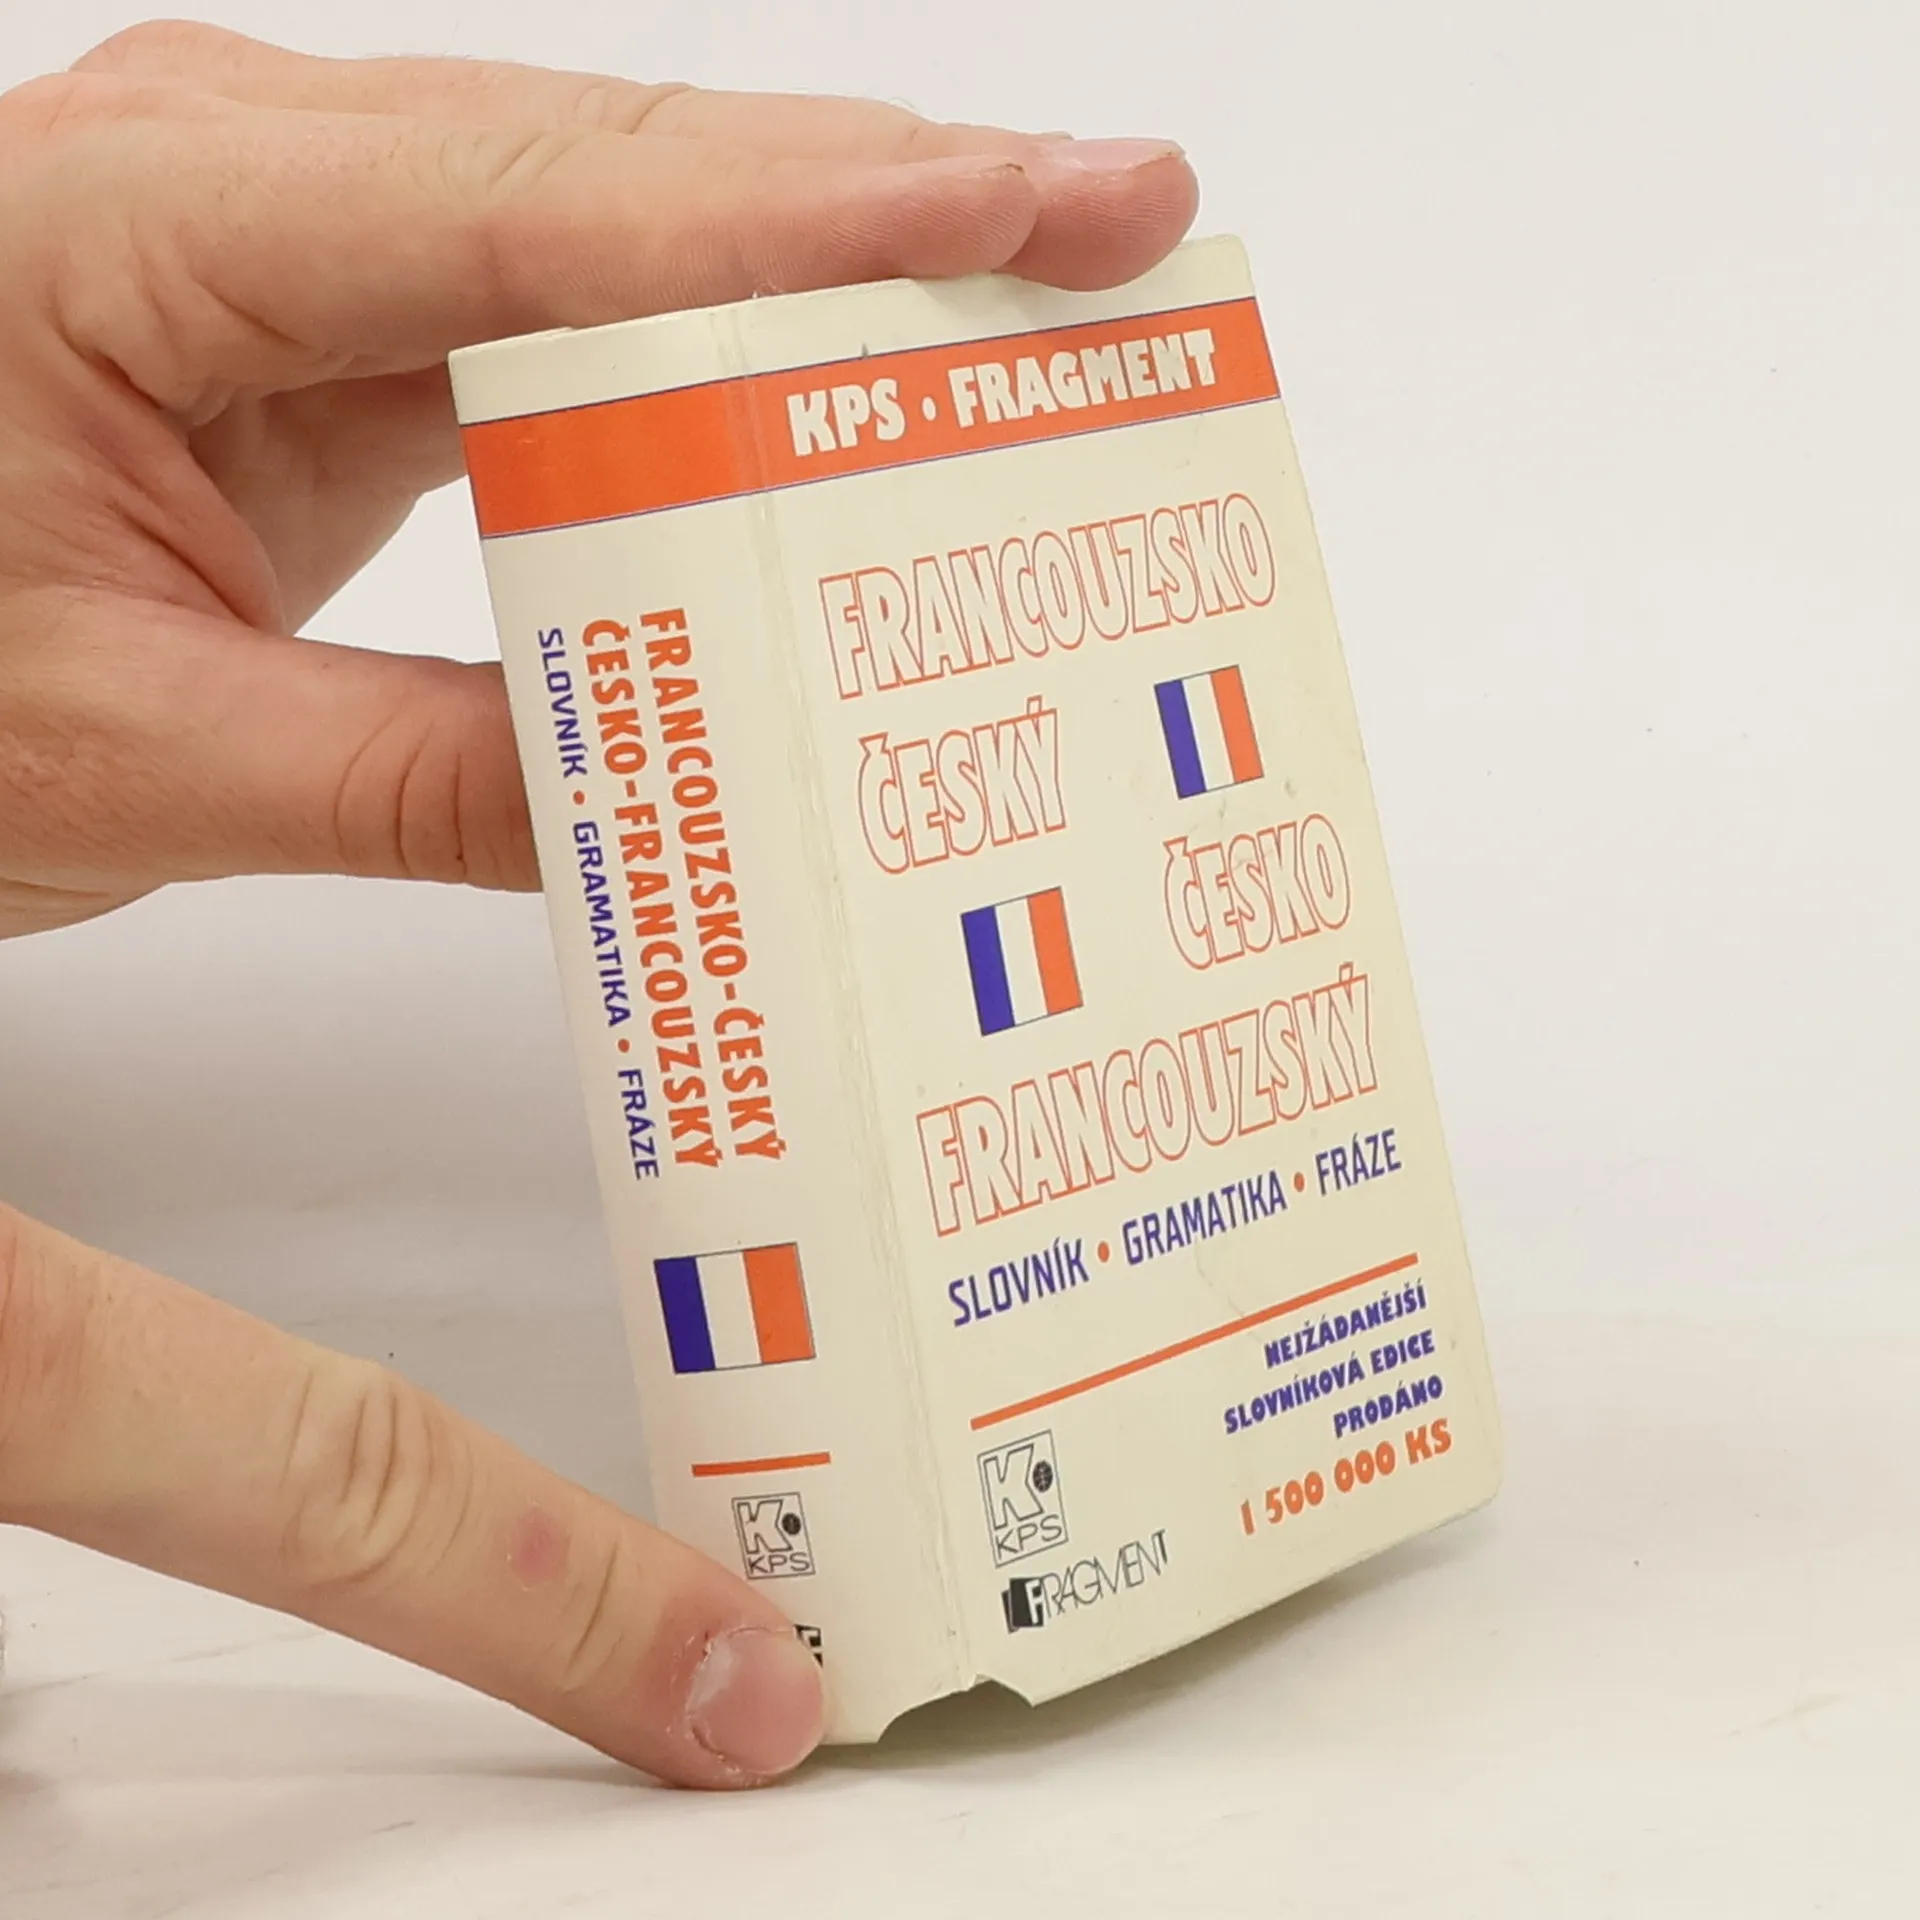 KPS • FRAGMENT
FRANCOUZSKO
ČESKÝ
ČESKO
FRANCOUZSKÝ
SLOVNÍK • GRAMATIKA • FRÁZE
NEJŽÁDANĚJŠÍ
SLOVNÍKOVÁ EDICE
PRODÁNO
1 500 000 KS
K
KPS
FRAGMENT
FRANCOUZSKO-ČESKÝ
ČESKO-FRANCOUZSKÝ
SLOVNÍK • GRAMATIKA • FRÁZE
K
KPS